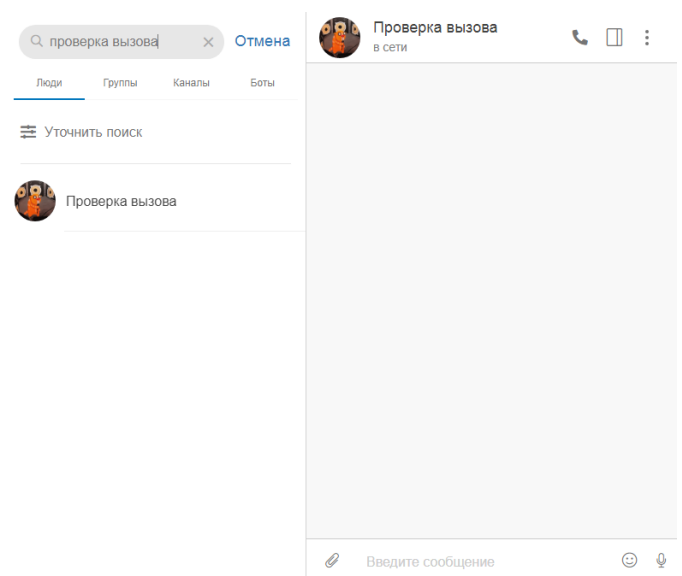 проверка вызова
Отмена
Люди
Группы
Каналы
Боты
Уточнить поиск
Проверка вызова
Проверка вызова
в сети
Введите сообщение